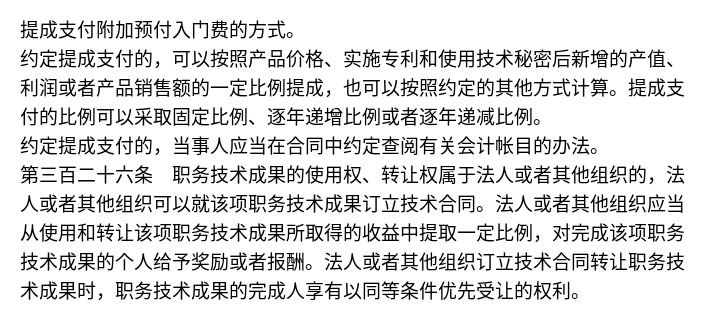 提成支付附加预付入门费的方式。
约定提成支付的，可以按照产品价格、实施专利和使用技术秘密后新增的产值、
利润或者产品销售额的一定比例提成，也可以按照约定的其他方式计算。提成支
付的比例可以采取固定比例、逐年递增比例或者逐年递减比例。
约定提成支付的，当事人应当在合同中约定查阅有关会计帐目的办法。
第三百二十六条　职务技术成果的使用权、转让权属于法人或者其他组织的，法
人或者其他组织可以就该项职务技术成果订立技术合同。法人或者其他组织应当
从使用和转让该项职务技术成果所取得的收益中提取一定比例，对完成该项职务
技术成果的个人给予奖励或者报酬。法人或者其他组织订立技术合同转让职务技
术成果时，职务技术成果的完成人享有以同等条件优先受让的权利。